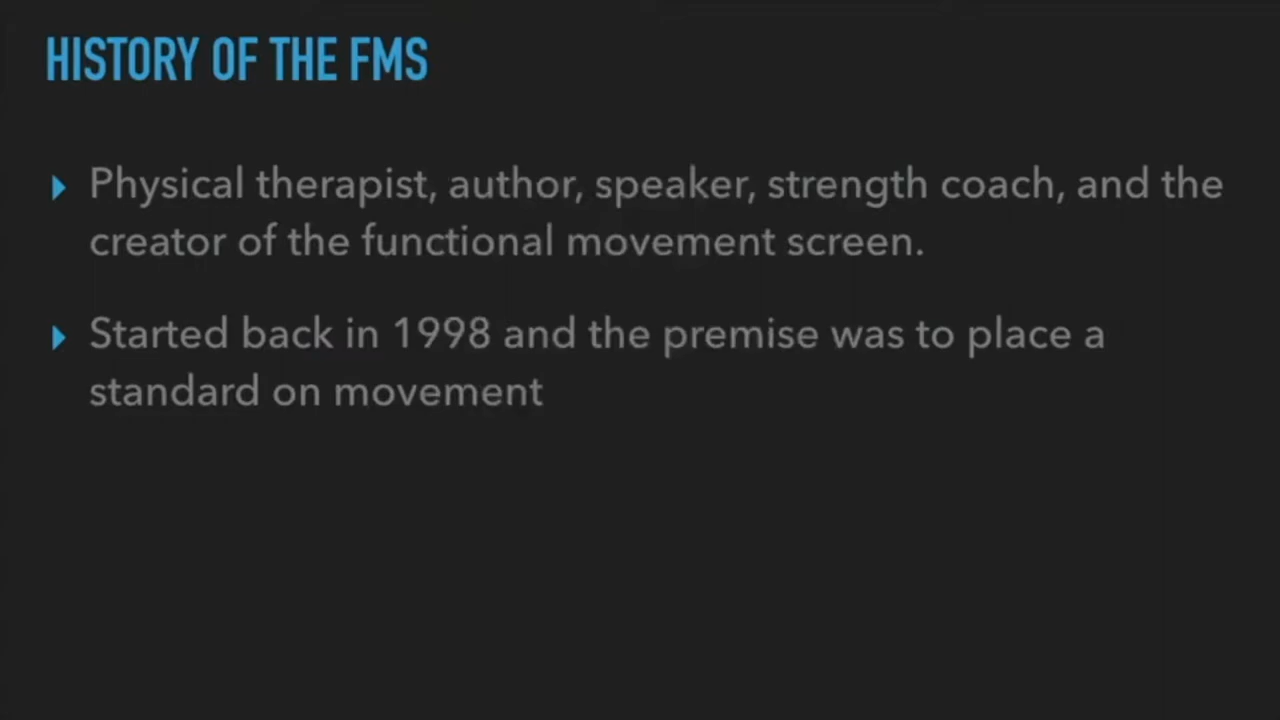 HISTORY OF THE FMS
Physical therapist, author, speaker, strength coach, and the
creator of the functional movement screen.
Started back in 1998 and the premise was to place a
standard on movement